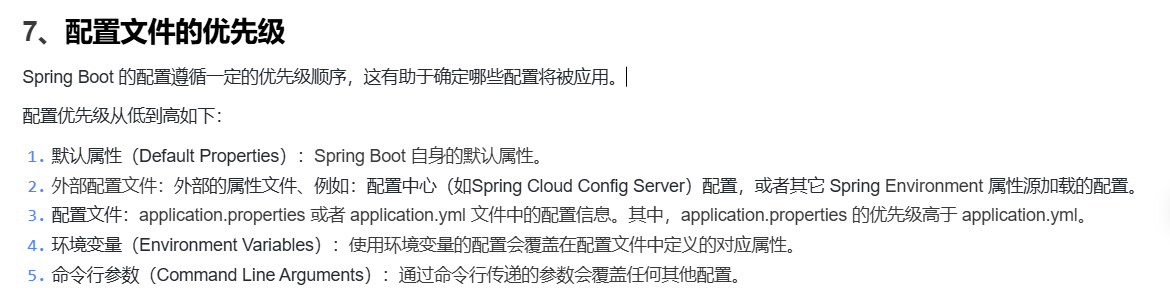 7、配置文件的优先级
Spring Boot 的配置遵循一定的优先级顺序，这有助于确定哪些配置将被应用。
配置优先级从低到高如下：
1. 默认属性（Default Properties）：Spring Boot 自身的默认属性。
2. 外部配置文件：外部的属性文件、例如：配置中心（如Spring Cloud Config Server）配置，或者其它 Spring Environment 属性源加载的配置。
3. 配置文件：application.properties 或者 application.yml 文件中的配置信息。其中，application.properties 的优先级高于 application.yml。
4. 环境变量（Environment Variables）：使用环境变量的配置会覆盖在配置文件中定义的对应属性。
5. 命令行参数（Command Line Arguments）：通过命令行传递的参数会覆盖任何其他配置。